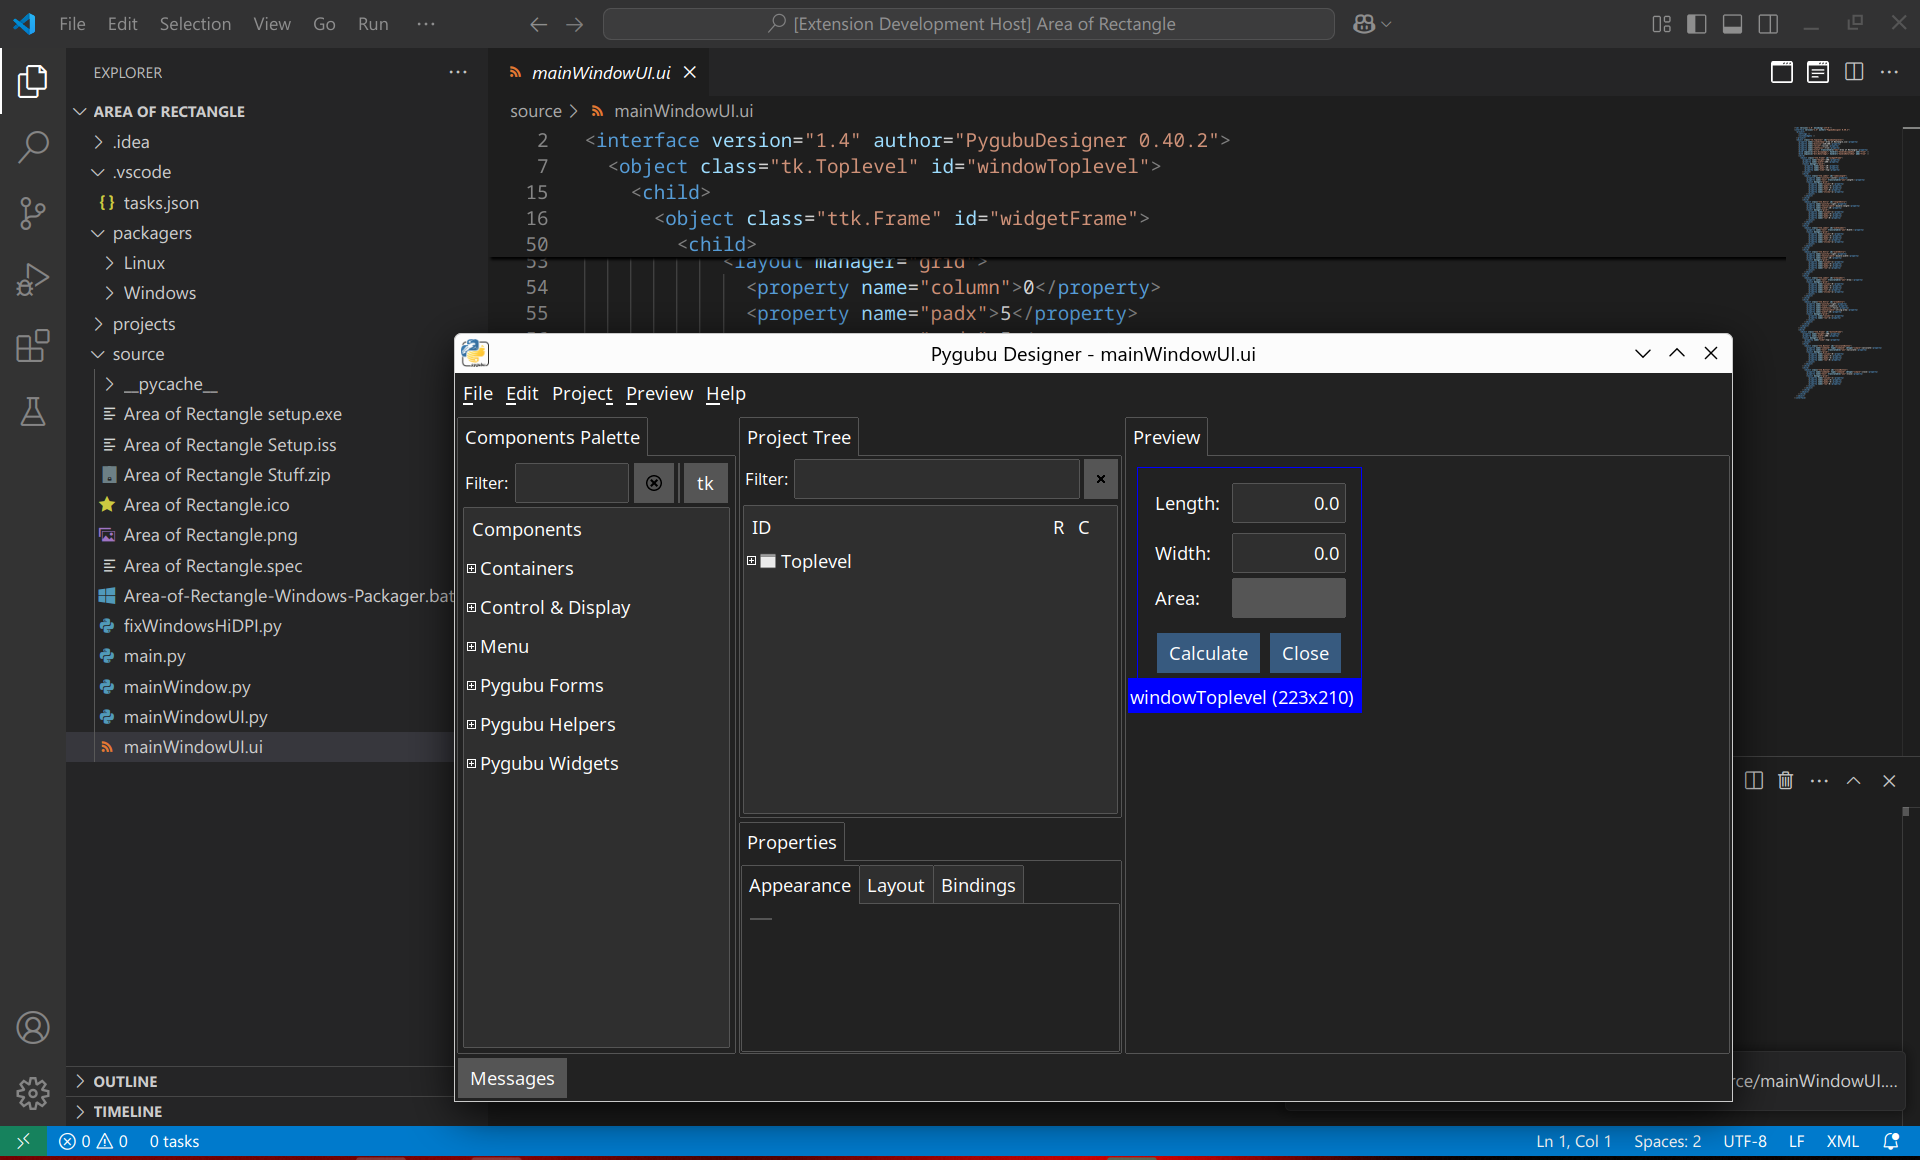 File Edit Selection View Go Run ···
[Extension Development Host] Area of Rectangle
EXPLORER
AREA OF RECTANGLE
.idea
.vscode
{} tasks.json
packagers
Linux
Windows
projects
source
__pycache__
Area of Rectangle setup.exe
Area of Rectangle Setup.iss
Area of Rectangle Stuff.zip
Area of Rectangle.ico
Area of Rectangle.png
Area of Rectangle.spec
Area-of-Rectangle-Windows-Packager.bat
fixWindowsHiDPI.py
main.py
mainWindow.py
mainWindowUI.py
mainWindowUI.ui
OUTLINE
TIMELINE
mainWindowUI.ui
source > mainWindowUI.ui
2 <interface version="1.4" author="PygubuDesigner 0.40.2">
7 <object class="tk.Toplevel" id="windowToplevel">
15 <child>
16 <object class="ttk.Frame" id="widgetFrame">
50 <child>
53 <layout manager="grid">
54 <property name="column">0</property>
55 <property name="padx">5</property>
Pygubu Designer - mainWindowUI.ui
File Edit Project Preview Help
Components Palette
Filter: tk
Components
Containers
Control & Display
Menu
Pygubu Forms
Pygubu Helpers
Pygubu Widgets
Project Tree
Filter:
ID R C
Toplevel
Properties
Appearance Layout Bindings
Preview
Length: 0.0
Width: 0.0
Area:
Calculate Close
windowToplevel (223x210)
Messages
rce/mainWindowUI....
0 0 0 tasks
Ln 1, Col 1 Spaces: 2 UTF-8 LF XML